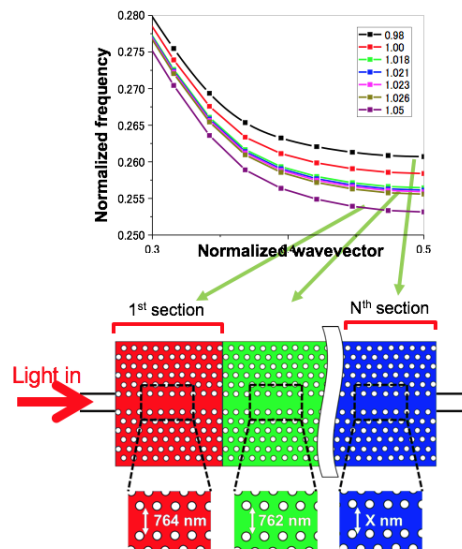 0.280
0.275
0.270
0.265
0.260
0.255
0.250
Normalized frequency
0.98
1.00
1.018
1.021
1.023
1.026
1.05
0.3
0.4
0.5
Normalized wavevector
1st section
Nth section
Light in
764 nm
762 nm
X nm